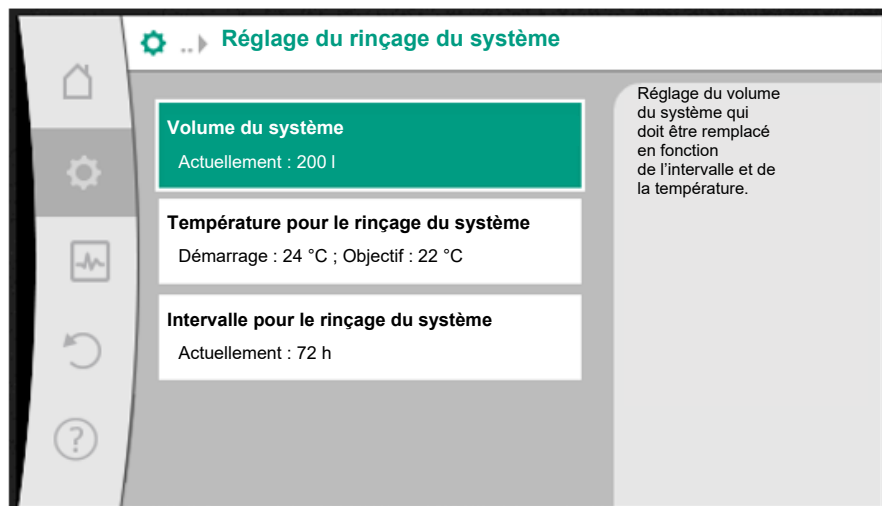 .. Réglage du rinçage du système
Volume du système
Actuellement : 200 l
Température pour le rinçage du système
Démarrage : 24 °C ; Objectif : 22 °C
Intervalle pour le rinçage du système
Actuellement : 72 h
Réglage du volume
du système qui
doit être remplacé
en fonction
de l'intervalle et de
la température.
?